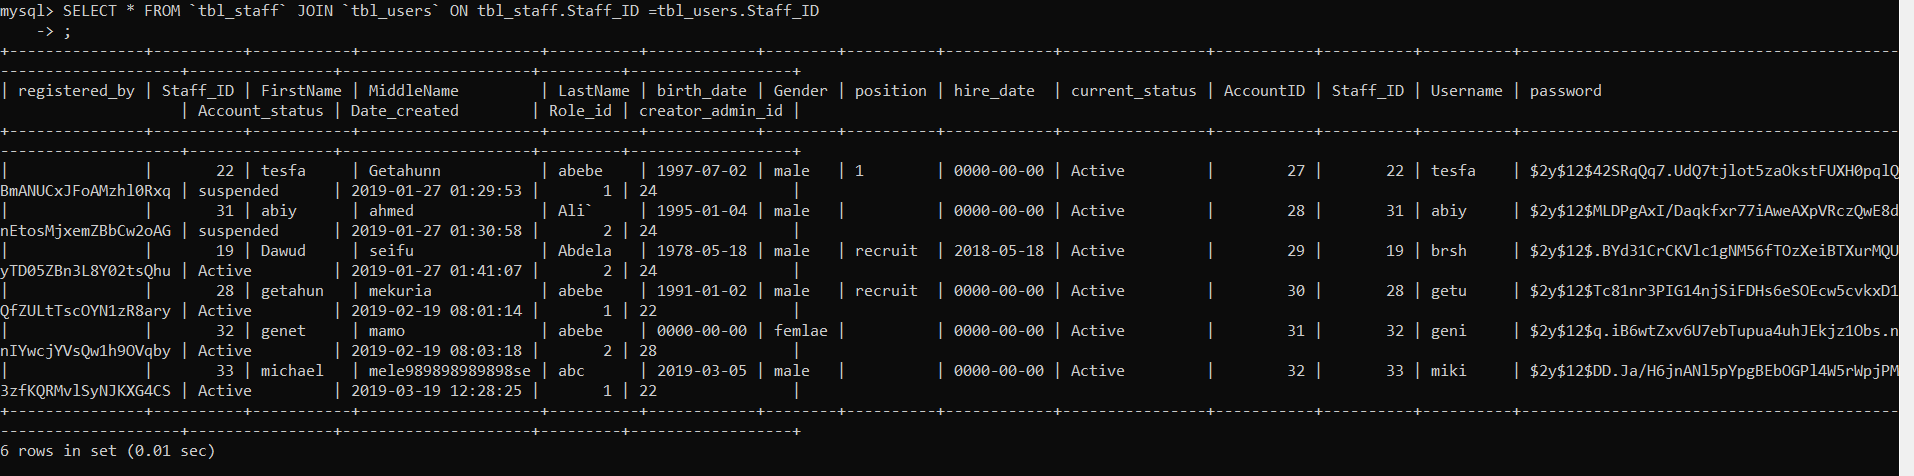 mysql> SELECT * FROM `tbl_staff` JOIN `tbl_users` ON tbl_staff.Staff_ID =tbl_users.Staff_ID
    -> ;
+---------------+----------+-----------+-------------------+----------+------------+--------+----------+------------+----------------+-----------+----------+----------+----------------------------------------
-------------------+----------------+---------------------+---------+------------------+
| registered_by | Staff_ID | FirstName | MiddleName        | LastName | birth_date | Gender | position | hire_date  | current_status | AccountID | Staff_ID | Username | password
                   | Account_status | Date_created        | Role_id | creator_admin_id |
+---------------+----------+-----------+-------------------+----------+------------+--------+----------+------------+----------------+-----------+----------+----------+----------------------------------------
-------------------+----------------+---------------------+---------+------------------+
|               |       22 | tesfa     | Getahunn          | abebe    | 1997-07-02 | male   | 1        | 0000-00-00 | Active         |        27 |       22 | tesfa    | $2y$12$42SRqQq7.UdQ7tjlot5zaOkstFUXH0pqlQ
BmANUCxJFoAMzhl0Rxq | suspended      | 2019-01-27 01:29:53 |       1 | 24               |
|               |       31 | abiy      | ahmed             | Ali`     | 1995-01-04 | male   |          | 0000-00-00 | Active         |        28 |       31 | abiy     | $2y$12$MLDPgAxI/Daqkfxr77iAweAXpVRczQwE8d
nEtosMjxemZBbCw2oAG | suspended      | 2019-01-27 01:30:58 |       2 | 24               |
|               |       19 | Dawud     | seifu             | Abdela   | 1978-05-18 | male   | recruit  | 2018-05-18 | Active         |        29 |       19 | brsh     | $2y$12$.BYd31CrCKVlc1gNM56fTOzXeiBTXurMQU
yTD05ZBn3L8Y02tsQhu | Active         | 2019-01-27 01:41:07 |       2 | 24               |
|               |       28 | getahun   | mekuria           | abebe    | 1991-01-02 | male   | recruit  | 0000-00-00 | Active         |        30 |       28 | getu     | $2y$12$Tc81nr3PIG14njSiFDHs6eSOEcw5cvkxD1
QfZULtTscOYN1zR8ary | Active         | 2019-02-19 08:01:14 |       1 | 22               |
|               |       32 | genet     | mamo              | abebe    | 0000-00-00 | femlae |          | 0000-00-00 | Active         |        31 |       32 | geni     | $2y$12$q.iB6wtZxv6U7ebTupua4uhJEkjz1Obs.n
nIYwcjYVsQw1h9OVqby | Active         | 2019-02-19 08:03:18 |       2 | 28               |
|               |       33 | michael   | mele989898989898se | abc      | 2019-03-05 | male   |          | 0000-00-00 | Active         |        32 |       33 | miki     | $2y$12$DD.Ja/H6jnANl5pYpgBEbOGPl4W5rWpjPM
3zfKQRMvlSyNJKXG4CS | Active         | 2019-03-19 12:28:25 |       1 | 22               |
+---------------+----------+-----------+-------------------+----------+------------+--------+----------+------------+----------------+-----------+----------+----------+----------------------------------------
-------------------+----------------+---------------------+---------+------------------+
6 rows in set (0.01 sec)